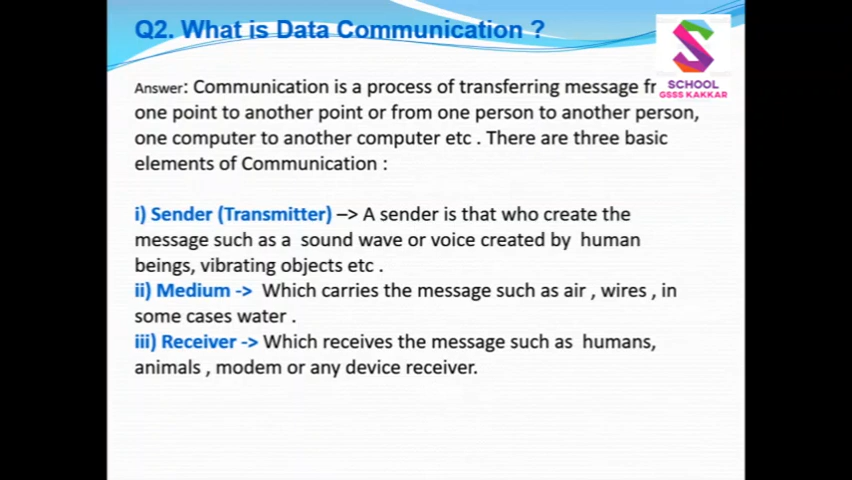 Q2. What is Data Communication ?
SCHOOL
GSSS KAKKAR
Answer: Communication is a process of transferring message
one point to another point or from one person to another person,
one computer to another computer etc . There are three basic
elements of Communication :
i) Sender (Transmitter) –> A sender is that who create the
message such as a sound wave or voice created by human
beings, vibrating objects etc .
ii) Medium -> Which carries the message such as air , wires , in
some cases water .
iii) Receiver -> Which receives the message such as humans,
animals , modem or any device receiver.